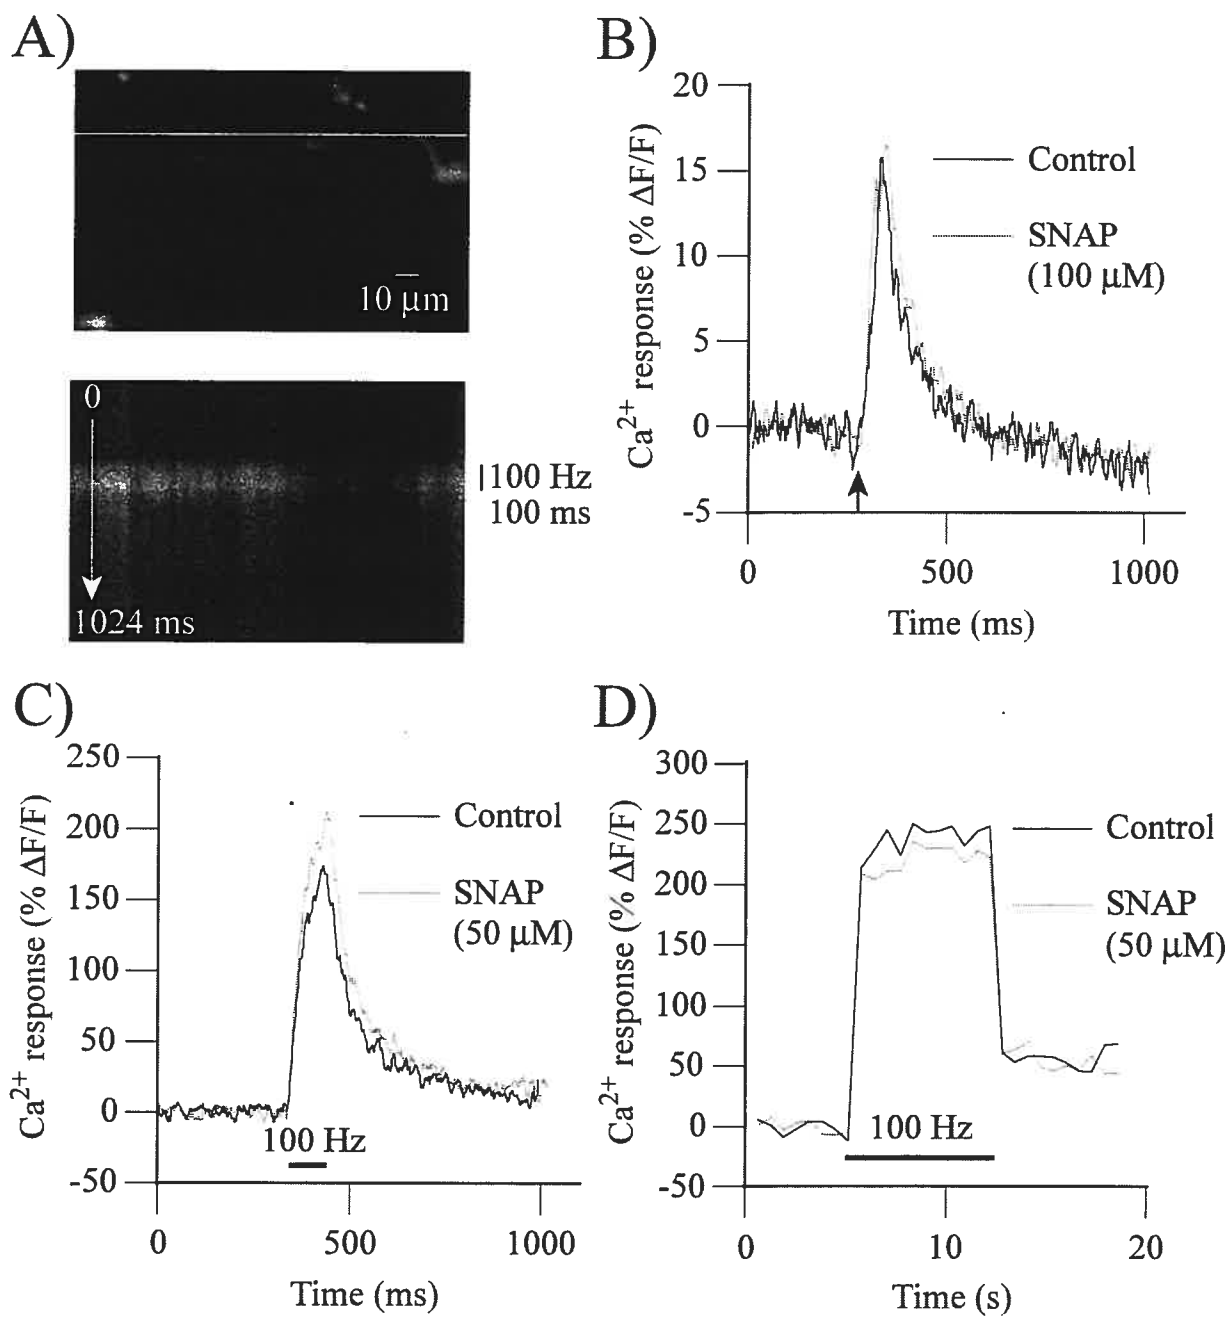 A)
10 μm
0
1024 ms
100 Hz
100 ms
B)
20
15
10
5
0
-5
Ca2+ response (% ΔF/F)
Control
SNAP
(100 μM)
0
500
1000
Time (ms)
C)
250
200
150
100
50
0
-50
Ca2+ response (% ΔF/F)
Control
SNAP
(50 μM)
100 Hz
0
500
1000
Time (ms)
D)
300
250
200
150
100
50
0
-50
Ca2+ response (% ΔF/F)
Control
SNAP
(50 μM)
100 Hz
0
10
20
Time (s)